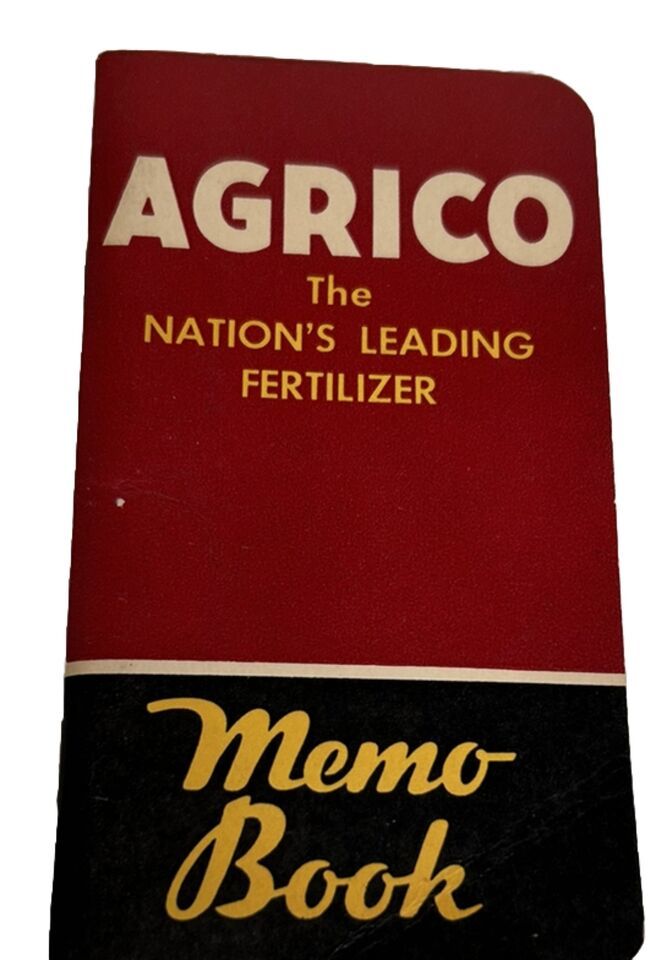 AGRICO
The
NATION'S LEADING
FERTILIZER
Memo
Book